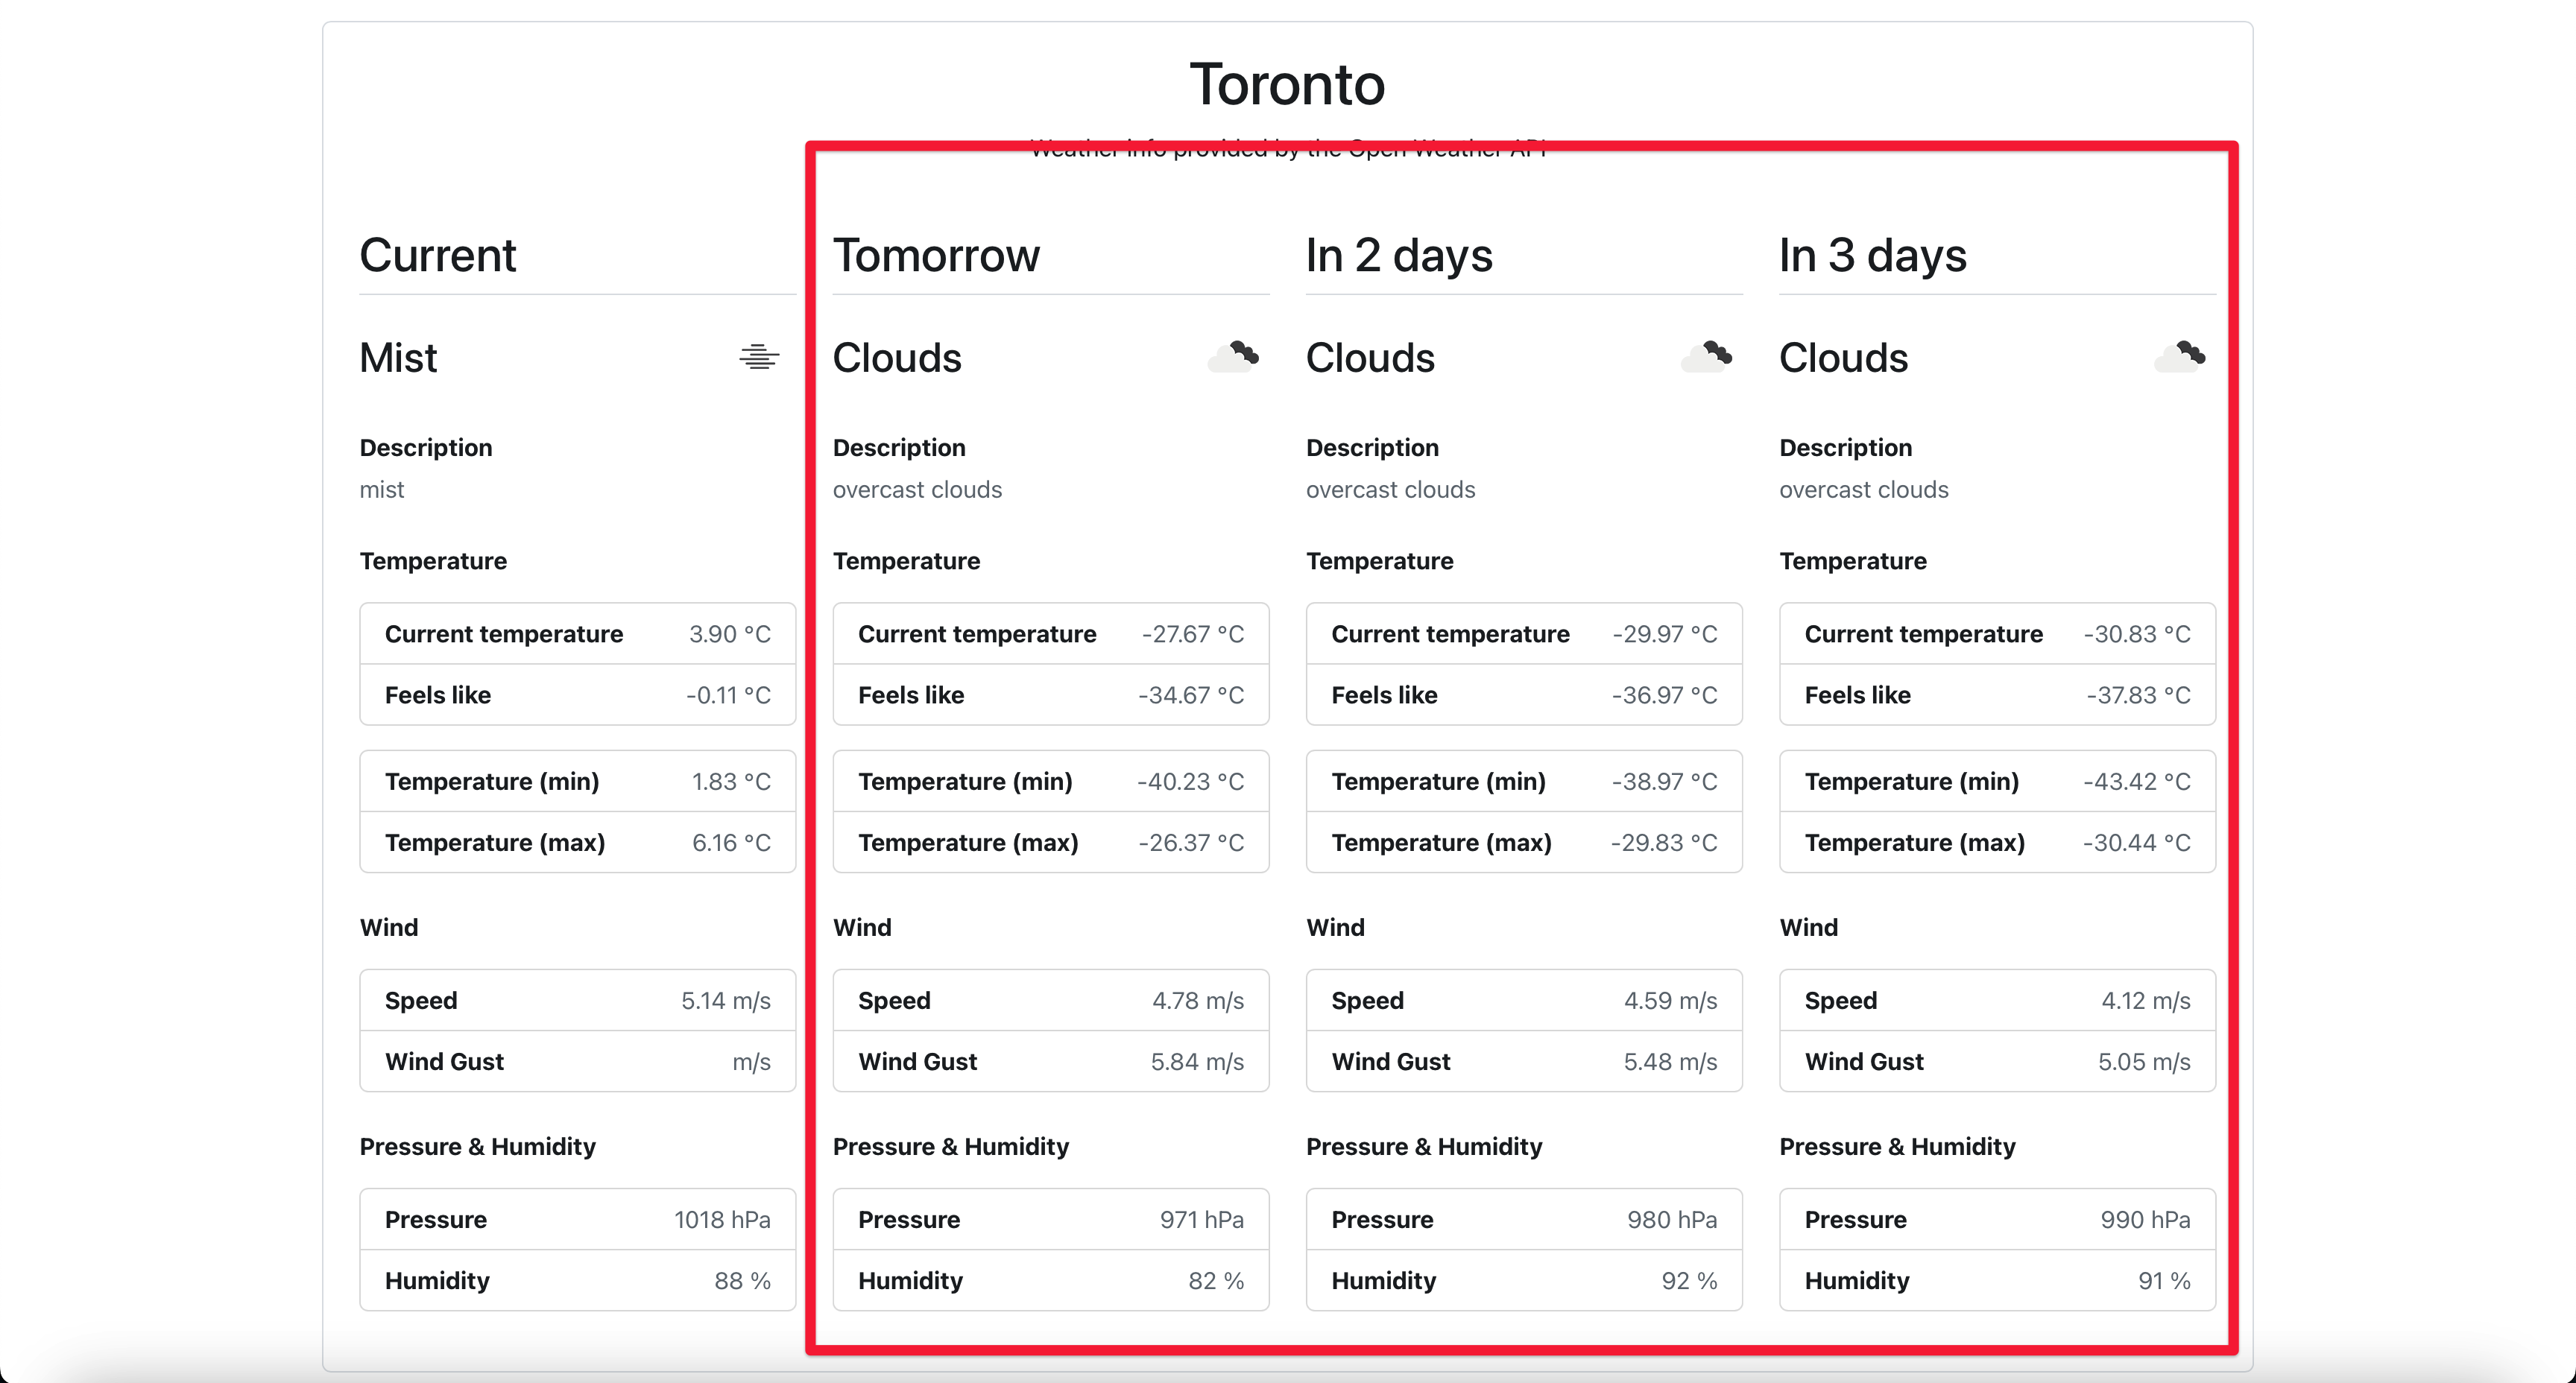 Toronto
Weather info provided by the Open Weather API
Current
Mist
Description
mist
Temperature
Current temperature 3.90 °C
Feels like -0.11 °C
Temperature (min) 1.83 °C
Temperature (max) 6.16 °C
Wind
Speed 5.14 m/s
Wind Gust m/s
Pressure & Humidity
Pressure 1018 hPa
Humidity 88 %
Tomorrow
Clouds
Description
overcast clouds
Temperature
Current temperature -27.67 °C
Feels like -34.67 °C
Temperature (min) -40.23 °C
Temperature (max) -26.37 °C
Wind
Speed 4.78 m/s
Wind Gust 5.84 m/s
Pressure & Humidity
Pressure 971 hPa
Humidity 82 %
In 2 days
Clouds
Description
overcast clouds
Temperature
Current temperature -29.97 °C
Feels like -36.97 °C
Temperature (min) -38.97 °C
Temperature (max) -29.83 °C
Wind
Speed 4.59 m/s
Wind Gust 5.48 m/s
Pressure & Humidity
Pressure 980 hPa
Humidity 92 %
In 3 days
Clouds
Description
overcast clouds
Temperature
Current temperature -30.83 °C
Feels like -37.83 °C
Temperature (min) -43.42 °C
Temperature (max) -30.44 °C
Wind
Speed 4.12 m/s
Wind Gust 5.05 m/s
Pressure & Humidity
Pressure 990 hPa
Humidity 91 %